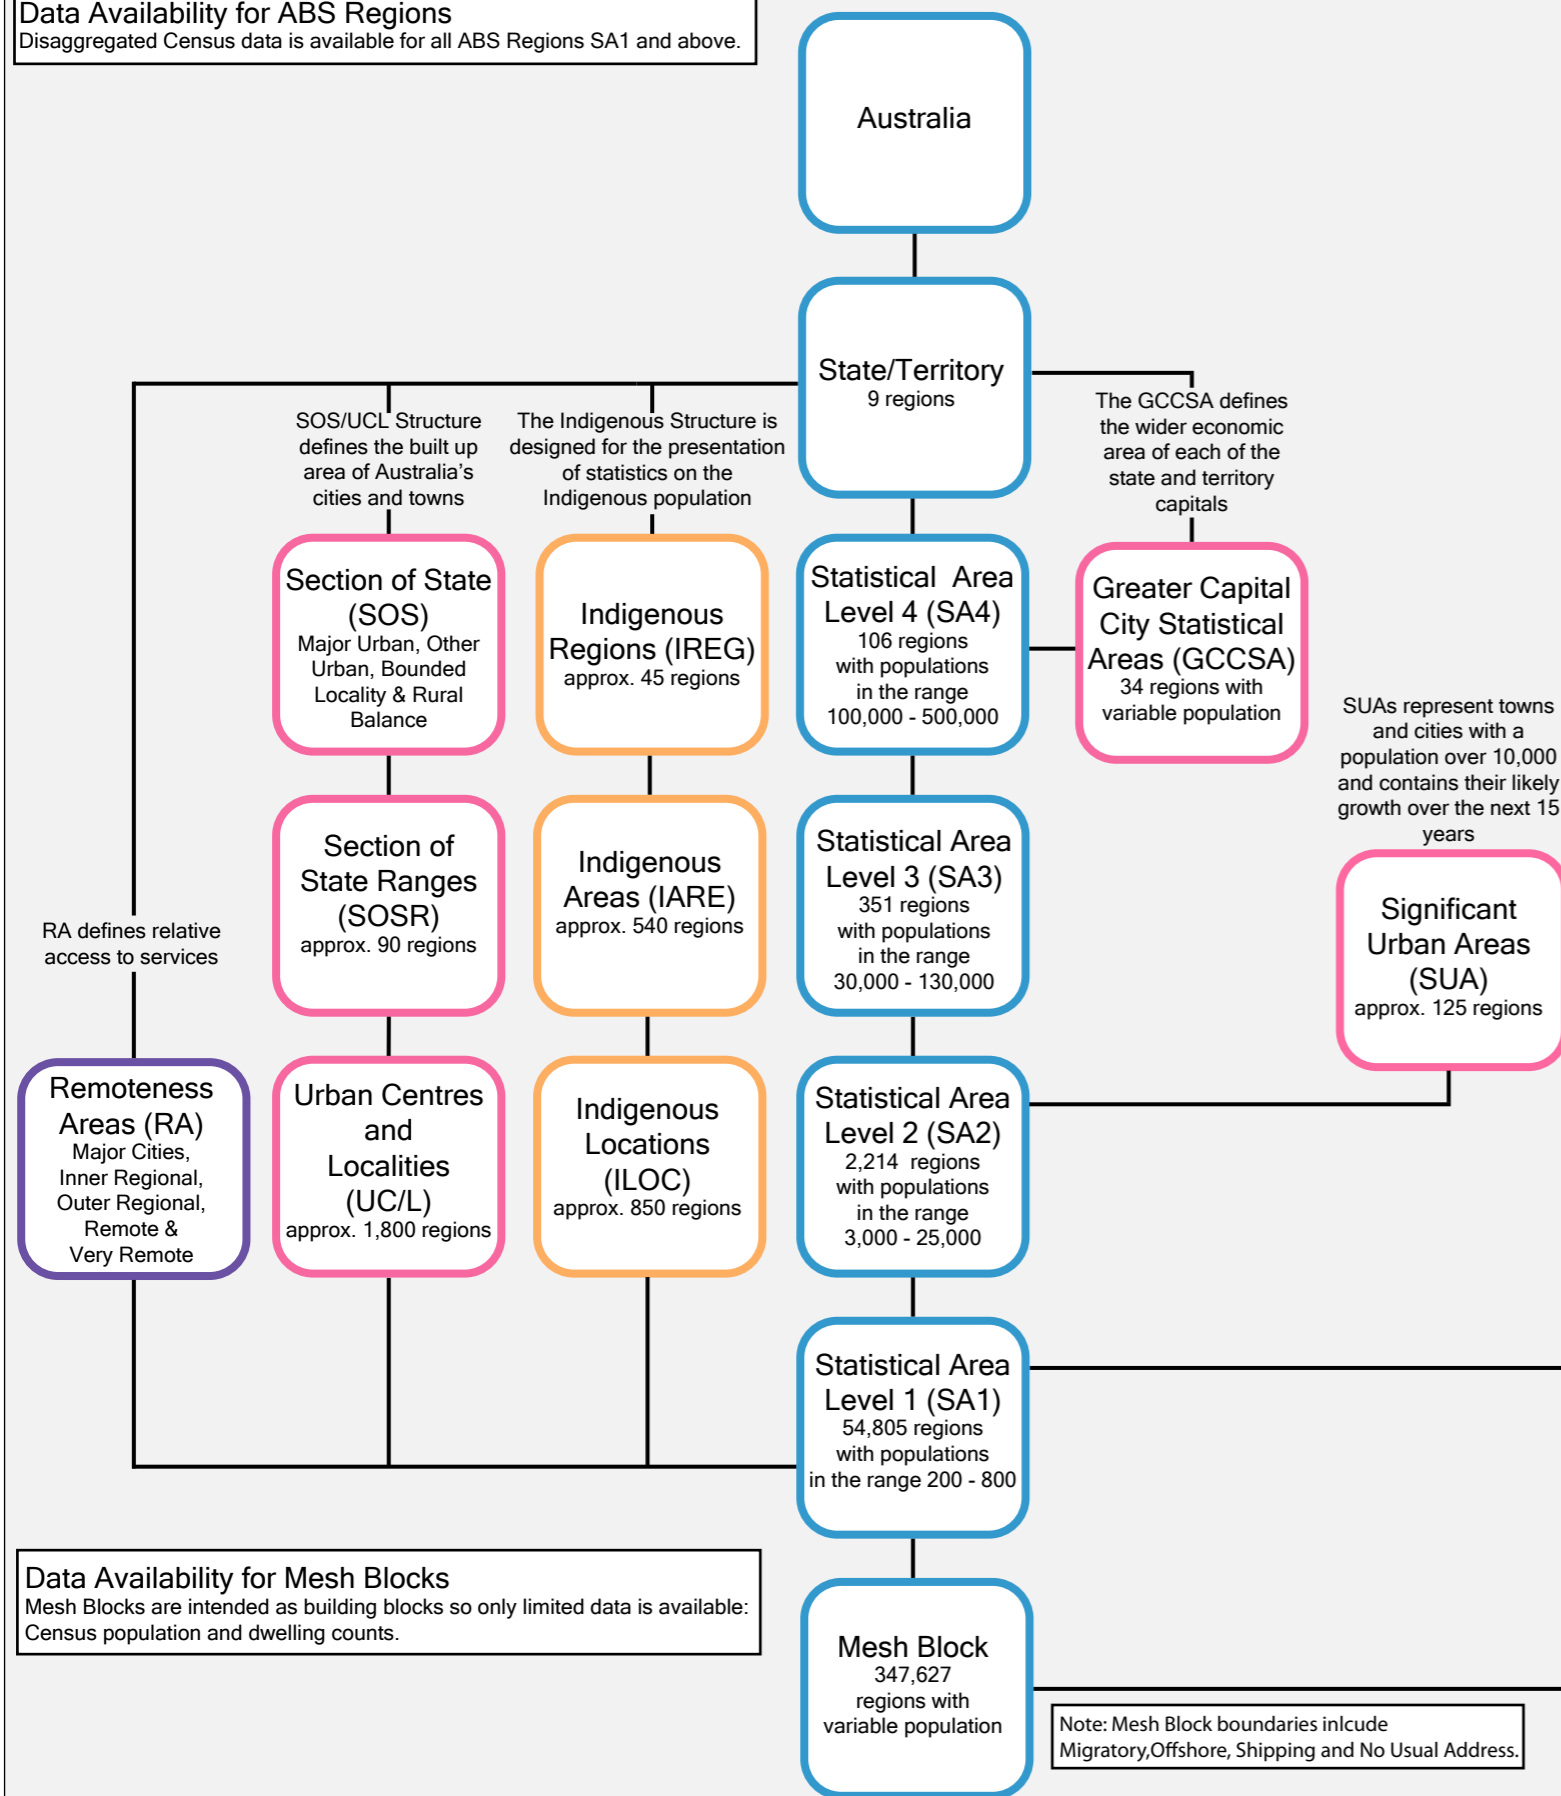 Data Availability for ABS Regions
Disaggregated Census data is available for all ABS Regions SA1 and above.
Australia
State/Territory
9 regions
SOS/UCL Structure
defines the built up
area of Australia’s
cities and towns
The Indigenous Structure is
designed for the presentation
of statistics on the
Indigenous population
The GCCSA defines
the wider economic
area of each of the
state and territory
capitals
Section of State
(SOS)
Major Urban, Other
Urban, Bounded
Locality & Rural
Balance
Indigenous
Regions (IREG)
approx. 45 regions
Statistical Area
Level 4 (SA4)
106 regions
with populations
in the range
100,000 - 500,000
Greater Capital
City Statistical
Areas (GCCSA)
34 regions with
variable population
SUAs represent towns
and cities with a
population over 10,000
and contains their likely
growth over the next 15
years
Section of
State Ranges
(SOSR)
approx. 90 regions
Indigenous
Areas (IARE)
approx. 540 regions
Statistical Area
Level 3 (SA3)
351 regions
with populations
in the range
30,000 - 130,000
Significant
Urban Areas
(SUA)
approx. 125 regions
RA defines relative
access to services
Remoteness
Areas (RA)
Major Cities,
Inner Regional,
Outer Regional,
Remote &
Very Remote
Urban Centres
and
Localities
(UC/L)
approx. 1,800 regions
Indigenous
Locations
(ILOC)
approx. 850 regions
Statistical Area
Level 2 (SA2)
2,214 regions
with populations
in the range
3,000 - 25,000
Statistical Area
Level 1 (SA1)
54,805 regions
with populations
in the range 200 - 800
Data Availability for Mesh Blocks
Mesh Blocks are intended as building blocks so only limited data is available:
Census population and dwelling counts.
Mesh Block
347,627
regions with
variable population
Note: Mesh Block boundaries inlcude
Migratory,Offshore, Shipping and No Usual Address.